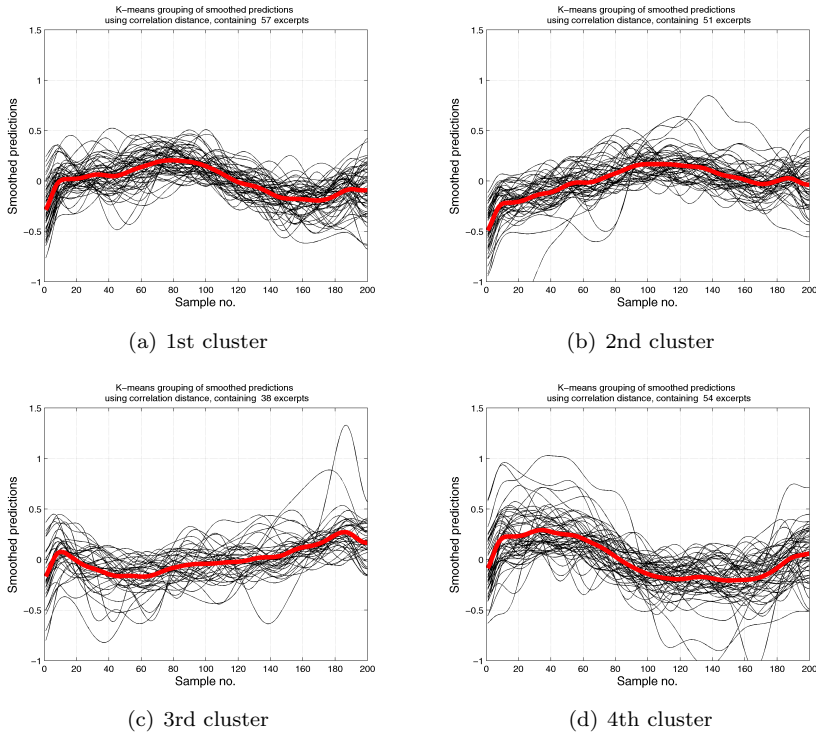 K−means grouping of smoothed predictions
using correlation distance, containing 57 excerpts
1.5
1
0.5
0
−0.5
−1
Smoothed predictions
0 20 40 60 80 100 120 140 160 180 200
Sample no.
(a) 1st cluster
K−means grouping of smoothed predictions
using correlation distance, containing 51 excerpts
1.5
1
0.5
0
−0.5
−1
Smoothed predictions
0 20 40 60 80 100 120 140 160 180 200
Sample no.
(b) 2nd cluster
K−means grouping of smoothed predictions
using correlation distance, containing 38 excerpts
1.5
1
0.5
0
−0.5
−1
Smoothed predictions
0 20 40 60 80 100 120 140 160 180 200
Sample no.
(c) 3rd cluster
K−means grouping of smoothed predictions
using correlation distance, containing 54 excerpts
1.5
1
0.5
0
−0.5
−1
Smoothed predictions
0 20 40 60 80 100 120 140 160 180 200
Sample no.
(d) 4th cluster